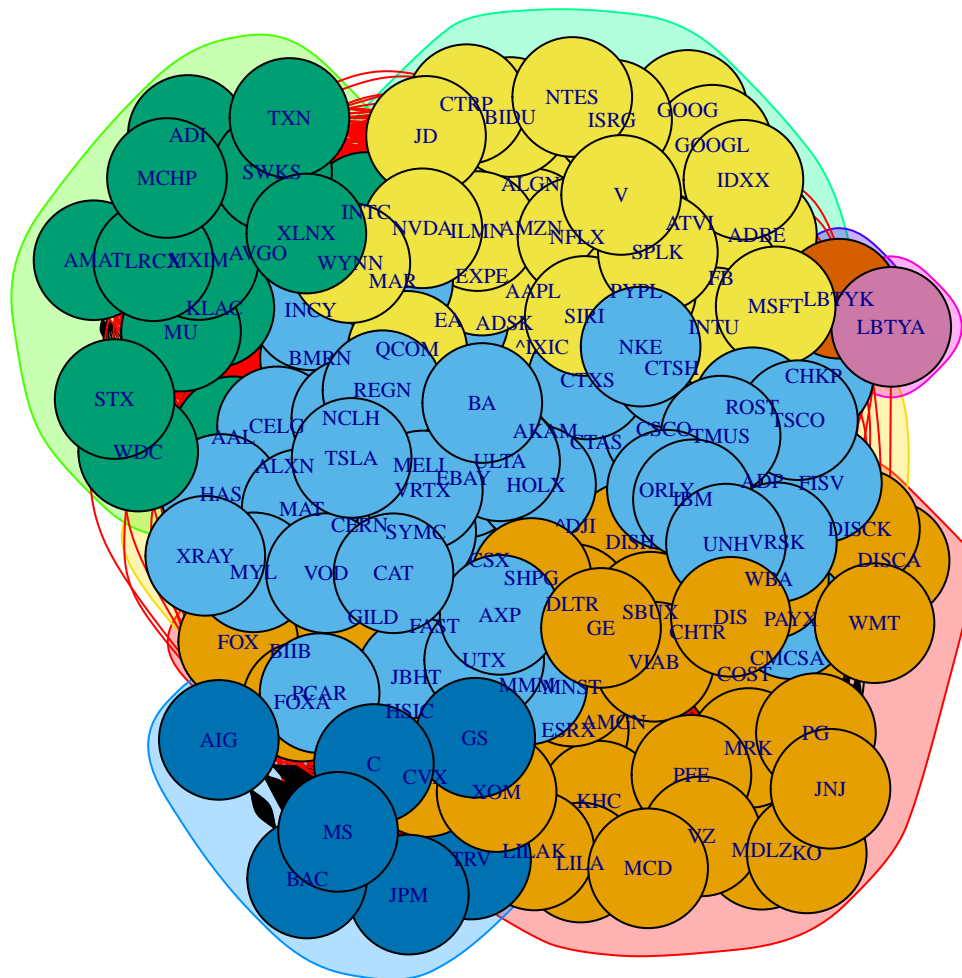 NTES
CTRP
BIDU
ISRG
GOOG
TXN
ADI
JD
GOOGL
SWKS
MCHP
ALGN
IDXX
V
INTC
ATVI
XLNX
NVDA
ILMN
AMZN
NFLX
ADBE
AVGO
SPLK
AMAT
LRCX
MXIM
WYNN
MAR
EXPE
FB
AAPL
PYPL
KLAC
INCY
MSFT
LBTYK
SIRI
EA
ADSK
LBTYA
MU
INTU
^IXIC
NKE
QCOM
BMRN
CTSH
CHKP
CTXS
REGN
STX
BA
ROST
NCLH
TSCO
CELG
AAL
AKAM
CSCO
TMUS
CTAS
WDC
TSLA
MELI
ULTA
ALXN
EBAY
ADP
FISV
HOLX
ORLY
VRTX
HAS
IBM
MAT
CERN
ADJI
DISCK
SYMC
DISH
UNH
VRSK
XRAY
CSX
DISCA
MYL
VOD
CAT
SHPG
WBA
DLTR
SBUX
GILD
AXP
DIS
PAYX
FAST
GE
CHTR
WMT
FOX
BIIB
UTX
VIAB
CMCSA
COST
JBHT
MMM
MNST
PCAR
FOXA
HSIC
AMGN
ESRX
PG
AIG
GS
MRK
C
CVX
PFE
XOM
KHC
JNJ
MS
VZ
TRV
LILAK
MDLZ
KO
LILA
MCD
BAC
JPM